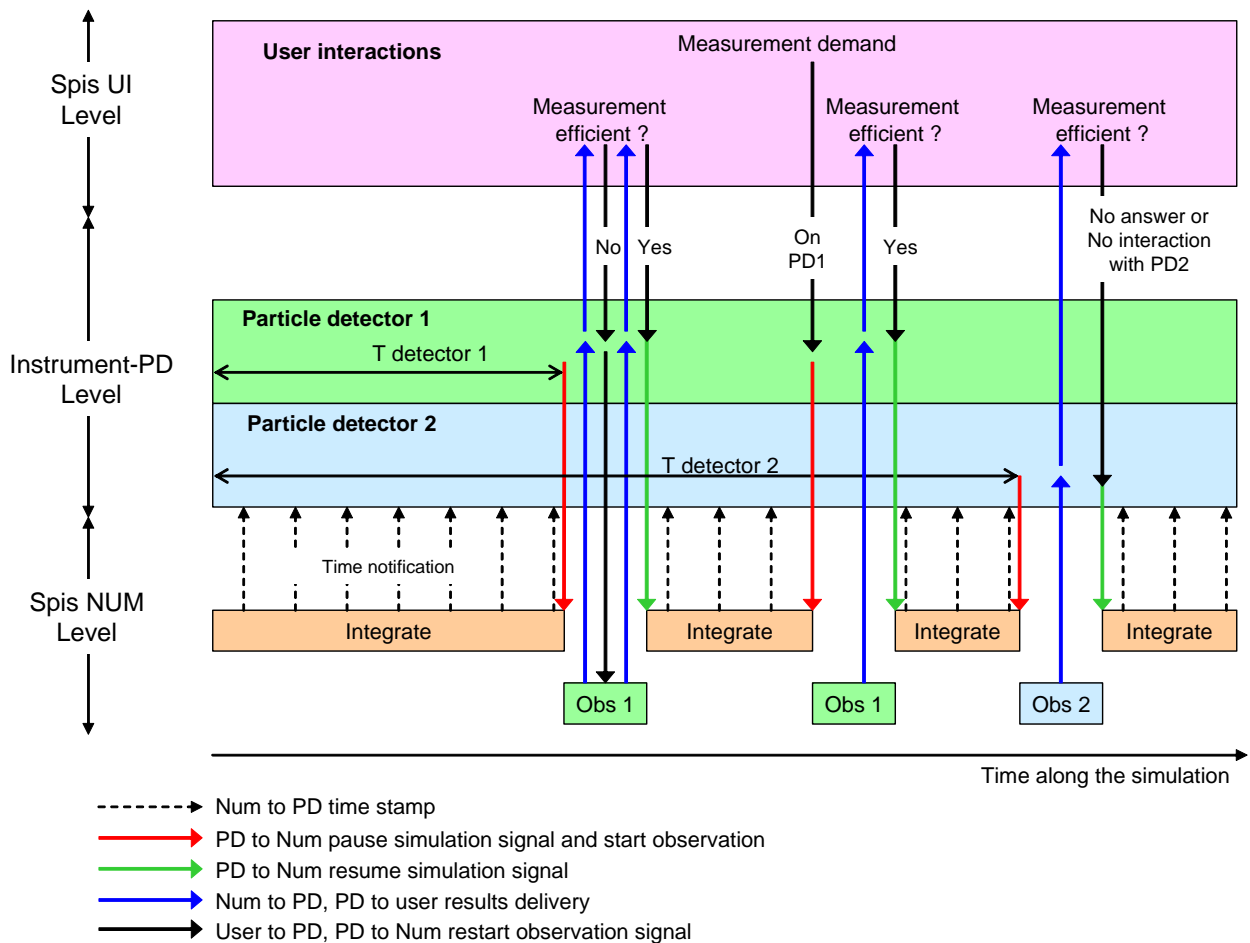 User interactions
Measurement demand
Spis UI
Level
Measurement
efficient ?
Measurement
efficient ?
Measurement
efficient ?
No
Yes
On
PD1
Yes
No answer or
No interaction
with PD2
Instrument-PD
Level
Particle detector 1
T detector 1
Particle detector 2
T detector 2
Spis NUM
Level
Time notification
Integrate
Integrate
Integrate
Integrate
Obs 1
Obs 1
Obs 2
Time along the simulation
Num to PD time stamp
PD to Num pause simulation signal and start observation
PD to Num resume simulation signal
Num to PD, PD to user results delivery
User to PD, PD to Num restart observation signal